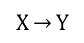 X → Y